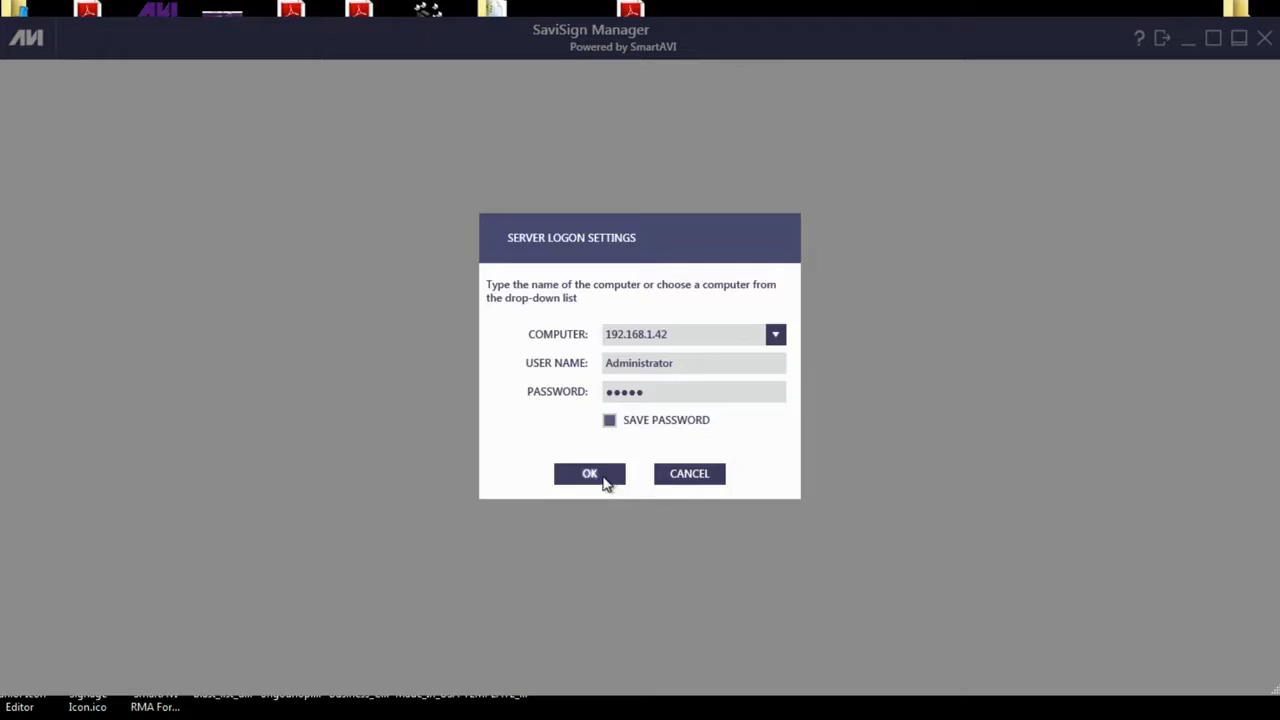 AVI
SaviSign Manager
Powered by SmartAVI
?
SERVER LOGON SETTINGS
Type the name of the computer or choose a computer from
the drop-down list
COMPUTER: 192.168.1.42
USER NAME: Administrator
PASSWORD: ●●●●●
SAVE PASSWORD
OK CANCEL
Editor Icon.ico RMA For...